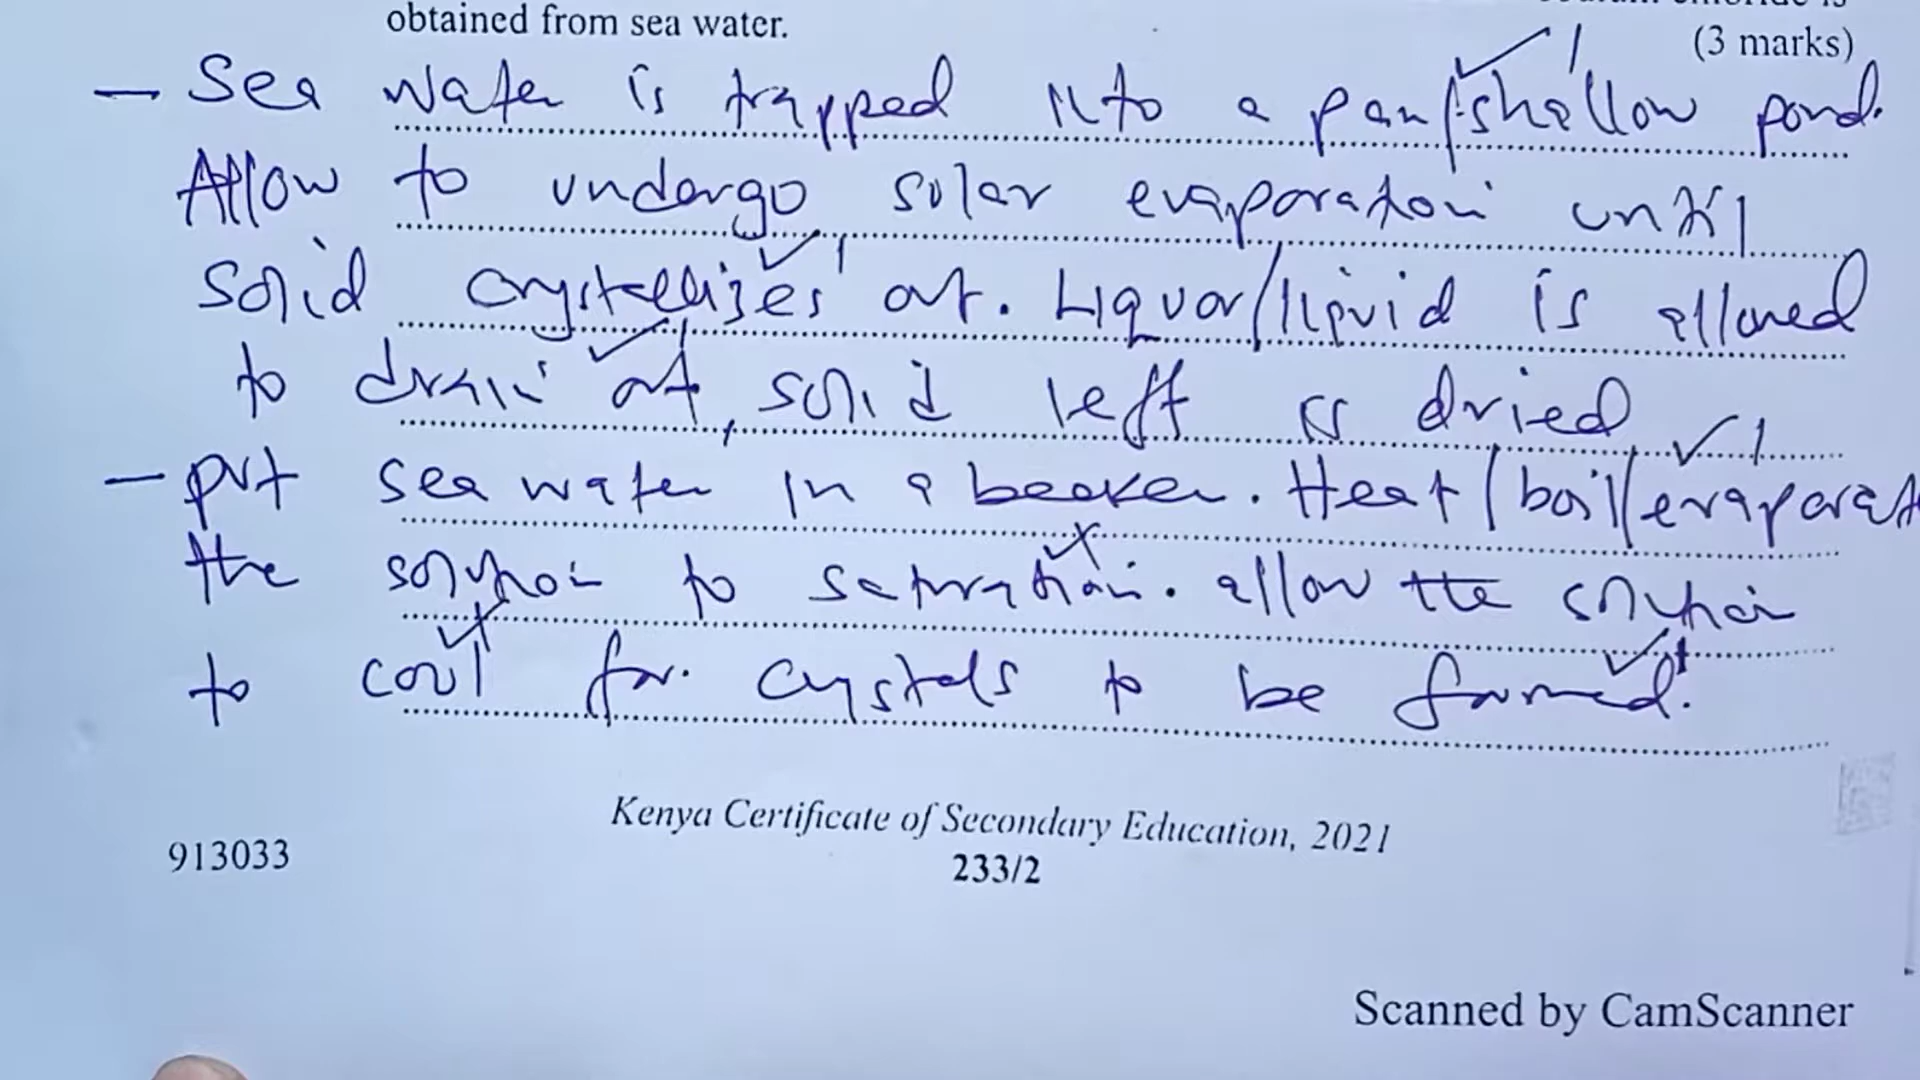 obtained from sea water.
(3 marks)
- Sea water is trapped into a pan/shallow pond.
Allow to undergo solar evaporation until
solid crystallizes out. Liquor/liquid is allowed
to drain out, solid left is dried
- put sea water in a beaker. Heat/boil/evaporat
the solution to saturation. allow the solution
to cool for crystals to be formed.
Kenya Certificate of Secondary Education, 2021
913033
233/2
Scanned by CamScanner